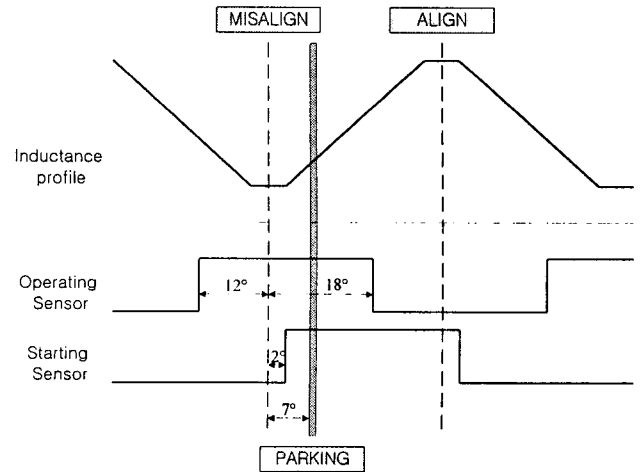 MISALIGN
ALIGN
Inductance
profile
Operating
Sensor
12°
18°
Starting
Sensor
2°
7°
PARKING